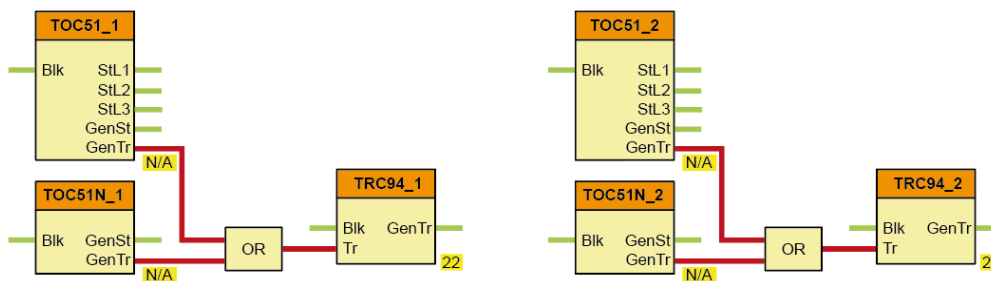 TOC51_1
Blk
StL1
StL2
StL3
GenSt
GenTr
N/A
TOC51N_1
Blk
GenSt
GenTr
N/A
OR
TRC94_1
Blk GenTr
Tr
22
TOC51_2
Blk
StL1
StL2
StL3
GenSt
GenTr
N/A
TOC51N_2
Blk
GenSt
GenTr
N/A
OR
TRC94_2
Blk GenTr
Tr
2